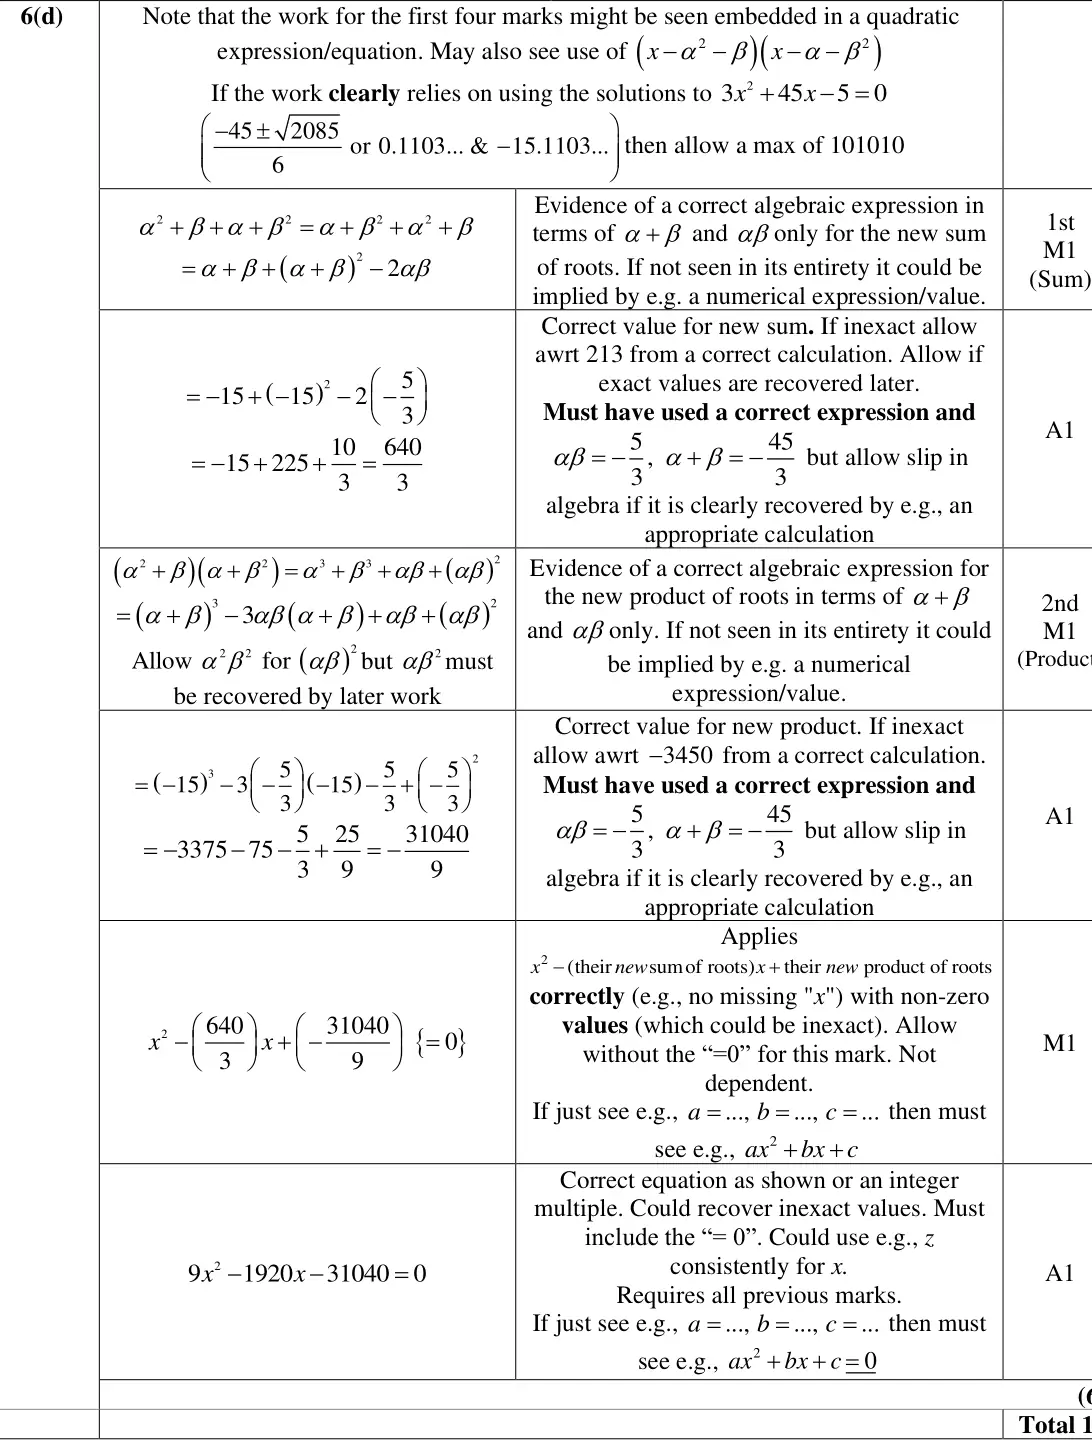 6(d)
Note that the work for the first four marks might be seen embedded in a quadratic
expression/equation. May also see use of (x − α² − β)(x − α − β²)
If the work clearly relies on using the solutions to 3x² + 45x − 5 = 0
((−45 ± √2085)/6 or 0.1103... & −15.1103...) then allow a max of 101010
α² + β + α + β² = α + β² + α² + β
= α + β + (α + β)² − 2αβ
Evidence of a correct algebraic expression in
terms of α + β and αβ only for the new sum
of roots. If not seen in its entirety it could be
implied by e.g. a numerical expression/value.
1st
M1
(Sum)
= −15 + (−15)² − 2(−5/3)
= −15 + 225 + 10/3 = 640/3
Correct value for new sum. If inexact allow
awrt 213 from a correct calculation. Allow if
exact values are recovered later.
Must have used a correct expression and
αβ = −5/3, α + β = −45/3 but allow slip in
algebra if it is clearly recovered by e.g., an
appropriate calculation
A1
(α² + β)(α + β²) = α³ + β³ + αβ + (αβ)²
= (α + β)³ − 3αβ(α + β) + αβ + (αβ)²
Allow α²β² for (αβ)² but αβ² must
be recovered by later work
Evidence of a correct algebraic expression for
the new product of roots in terms of α + β
and αβ only. If not seen in its entirety it could
be implied by e.g. a numerical
expression/value.
2nd
M1
(Product
= (−15)³ − 3(−5/3)(−15) − 5/3 + (−5/3)²
= −3375 − 75 − 5/3 + 25/9 = −31040/9
Correct value for new product. If inexact
allow awrt −3450 from a correct calculation.
Must have used a correct expression and
αβ = −5/3, α + β = −45/3 but allow slip in
algebra if it is clearly recovered by e.g., an
appropriate calculation
A1
x² − (640/3)x + (−31040/9) {= 0}
Applies
x² − (their new sum of roots)x + their new product of roots
correctly (e.g., no missing "x") with non-zero
values (which could be inexact). Allow
without the “=0” for this mark. Not
dependent.
If just see e.g., a = ..., b = ..., c = ... then must
see e.g., ax² + bx + c
M1
9x² − 1920x − 31040 = 0
Correct equation as shown or an integer
multiple. Could recover inexact values. Must
include the “= 0”. Could use e.g., z
consistently for x.
Requires all previous marks.
If just see e.g., a = ..., b = ..., c = ... then must
see e.g., ax² + bx + c = 0
A1
(6
Total 1